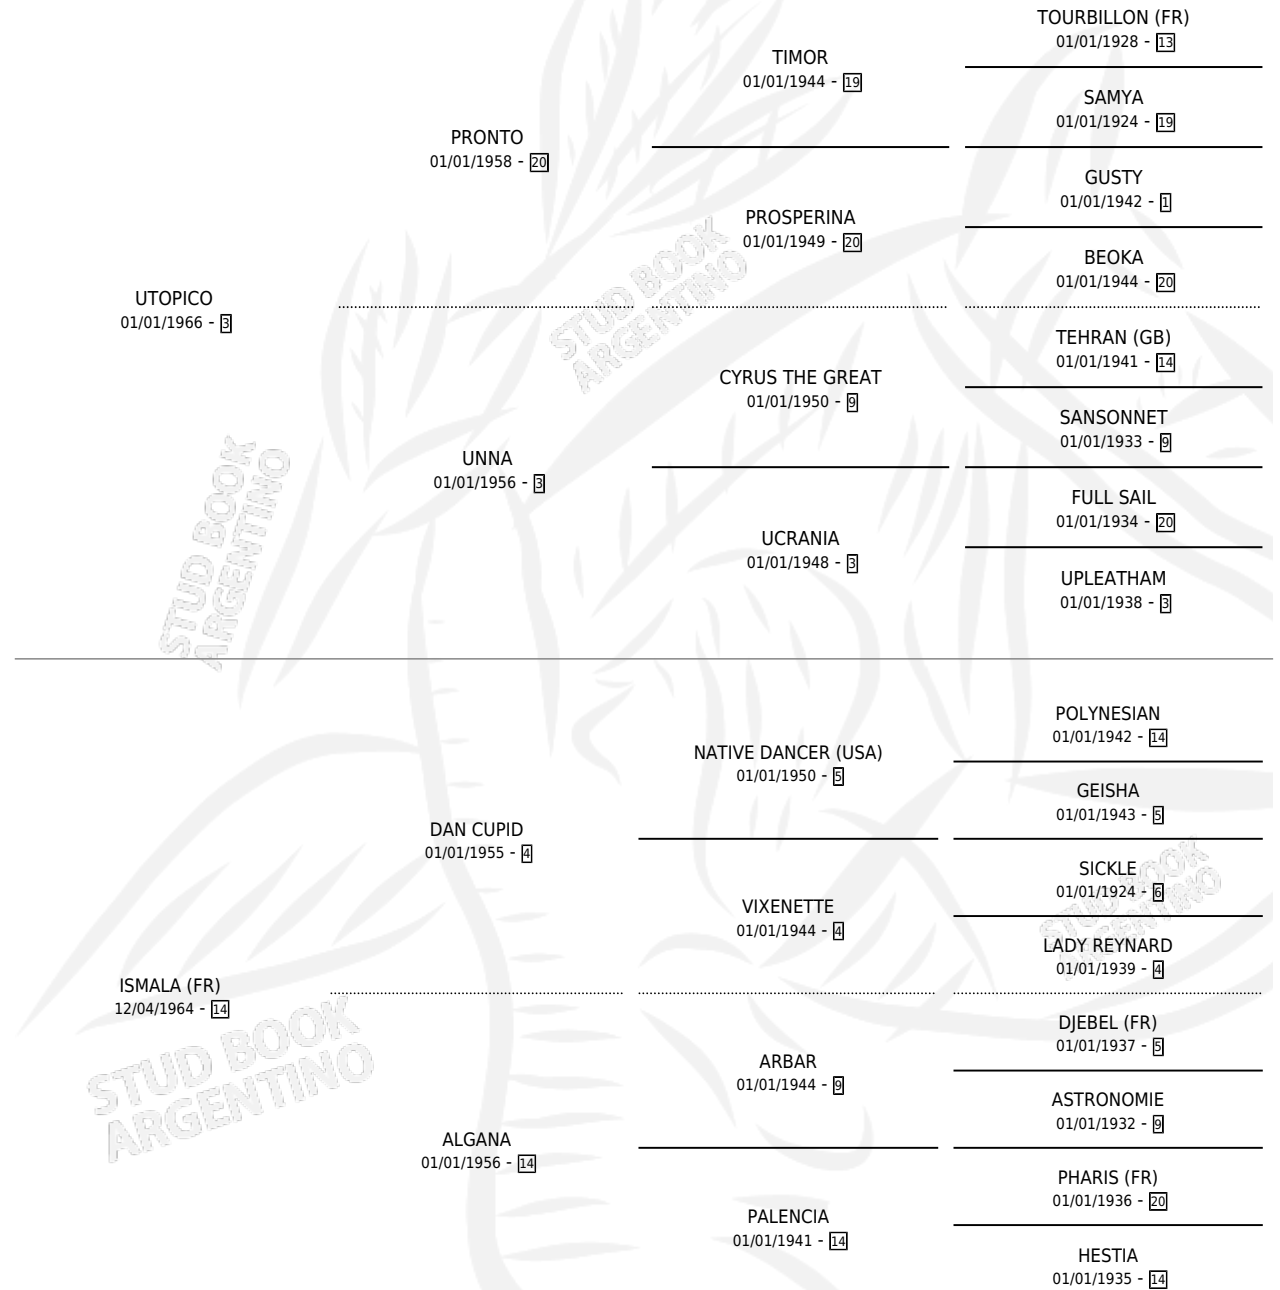 TOURBILLON (FR)
01/01/1928 - 13
TIMOR
01/01/1944 - 19
SAMYA
01/01/1924 - 19
PRONTO
01/01/1958 - 20
GUSTY
01/01/1942 - 1
PROSPERINA
01/01/1949 - 20
BEOKA
01/01/1944 - 20
UTOPICO
01/01/1966 - 3
TEHRAN (GB)
01/01/1941 - 14
CYRUS THE GREAT
01/01/1950 - 9
SANSONNET
01/01/1933 - 9
UNNA
01/01/1956 - 3
FULL SAIL
01/01/1934 - 20
UCRANIA
01/01/1948 - 3
UPLEATHAM
01/01/1938 - 3
POLYNESIAN
01/01/1942 - 14
NATIVE DANCER (USA)
01/01/1950 - 5
GEISHA
01/01/1943 - 5
DAN CUPID
01/01/1955 - 4
SICKLE
01/01/1924 - 6
VIXENETTE
01/01/1944 - 4
LADY REYNARD
01/01/1939 - 4
ISMALA (FR)
12/04/1964 - 14
DJEBEL (FR)
01/01/1937 - 5
ARBAR
01/01/1944 - 9
ASTRONOMIE
01/01/1932 - 9
ALGANA
01/01/1956 - 14
PHARIS (FR)
01/01/1936 - 20
PALENCIA
01/01/1941 - 14
HESTIA
01/01/1935 - 14
STUD BOOK
ARGENTINO
STUD BOOK
ARGENTINO
STUD BOOK
ARGENTINO
STUD BOOK
ARGENTINO